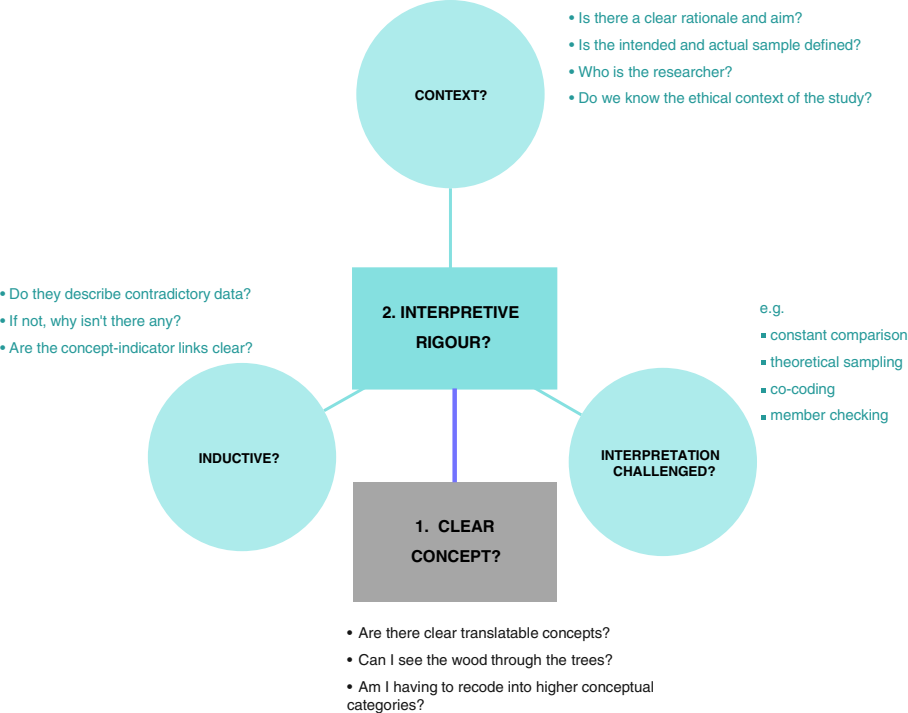 • Is there a clear rationale and aim?
• Is the intended and actual sample defined?
• Who is the researcher?
• Do we know the ethical context of the study?
CONTEXT?
• Do they describe contradictory data?
• If not, why isn't there any?
• Are the concept-indicator links clear?
2. INTERPRETIVE
RIGOUR?
e.g.
▪ constant comparison
▪ theoretical sampling
▪ co-coding
▪ member checking
INDUCTIVE?
INTERPRETATION
CHALLENGED?
1. CLEAR
CONCEPT?
• Are there clear translatable concepts?
• Can I see the wood through the trees?
• Am I having to recode into higher conceptual
categories?